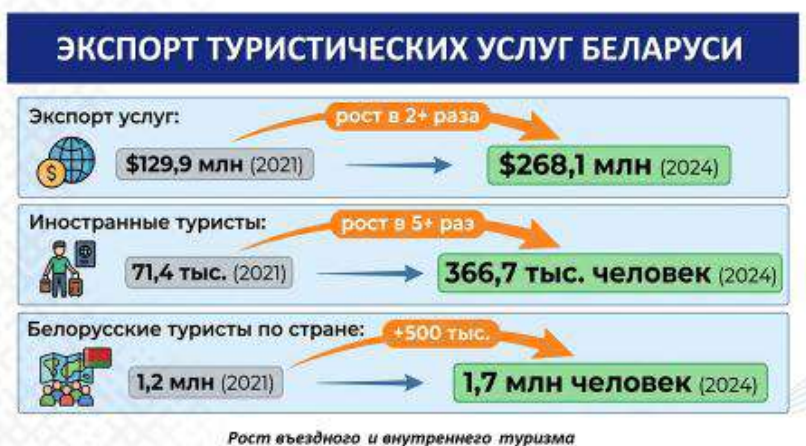 ЭКСПОРТ ТУРИСТИЧЕСКИХ УСЛУГ БЕЛАРУСИ
Экспорт услуг:
рост в 2+ раза
$129,9 млн (2021)
$268,1 млн (2024)
Иностранные туристы:
рост в 5+ раз
71,4 тыс. (2021)
366,7 тыс. человек (2024)
Белорусские туристы по стране:
+500 тыс.
1,2 млн (2021)
1,7 млн человек (2024)
Рост въездного и внутреннего туризма